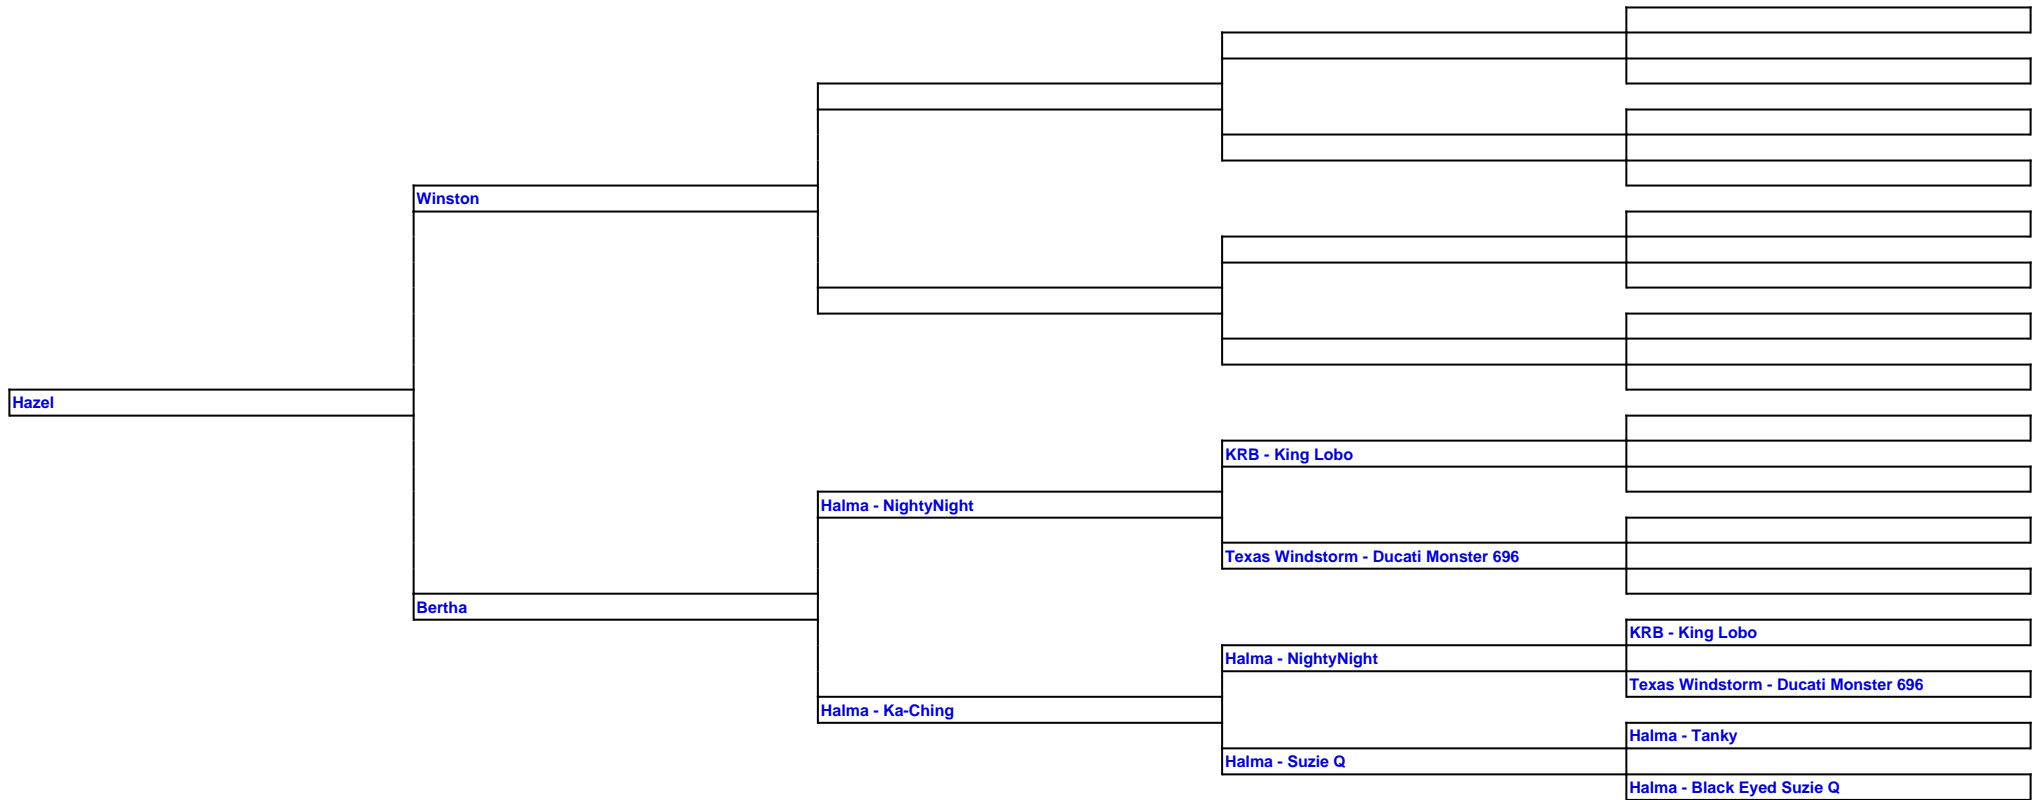 Winston
Hazel
KRB - King Lobo
Halma - NightyNight
Texas Windstorm - Ducati Monster 696
Bertha
KRB - King Lobo
Halma - NightyNight
Texas Windstorm - Ducati Monster 696
Halma - Ka-Ching
Halma - Tanky
Halma - Suzie Q
Halma - Black Eyed Suzie Q